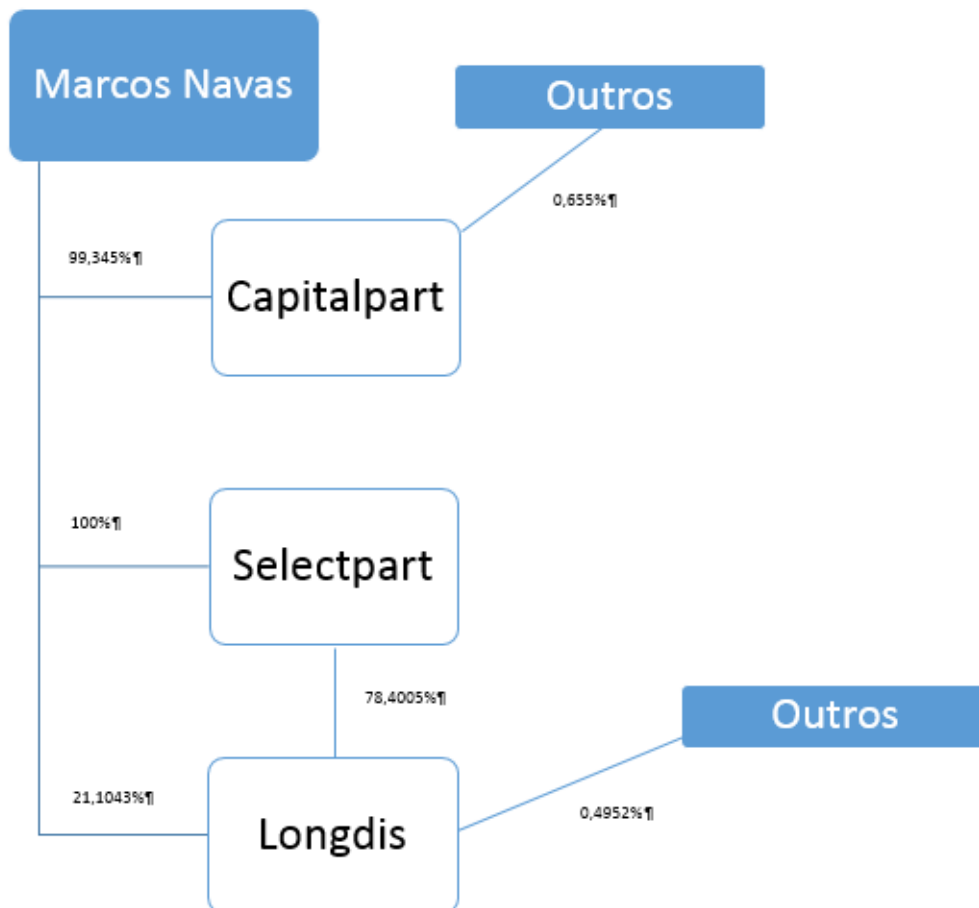 Marcos Navas
Outros
0,655%¶
99,345%¶
Capitalpart
100%¶
Selectpart
78,4005%¶
Outros
21,1043%¶
0,4952%¶
Longdis